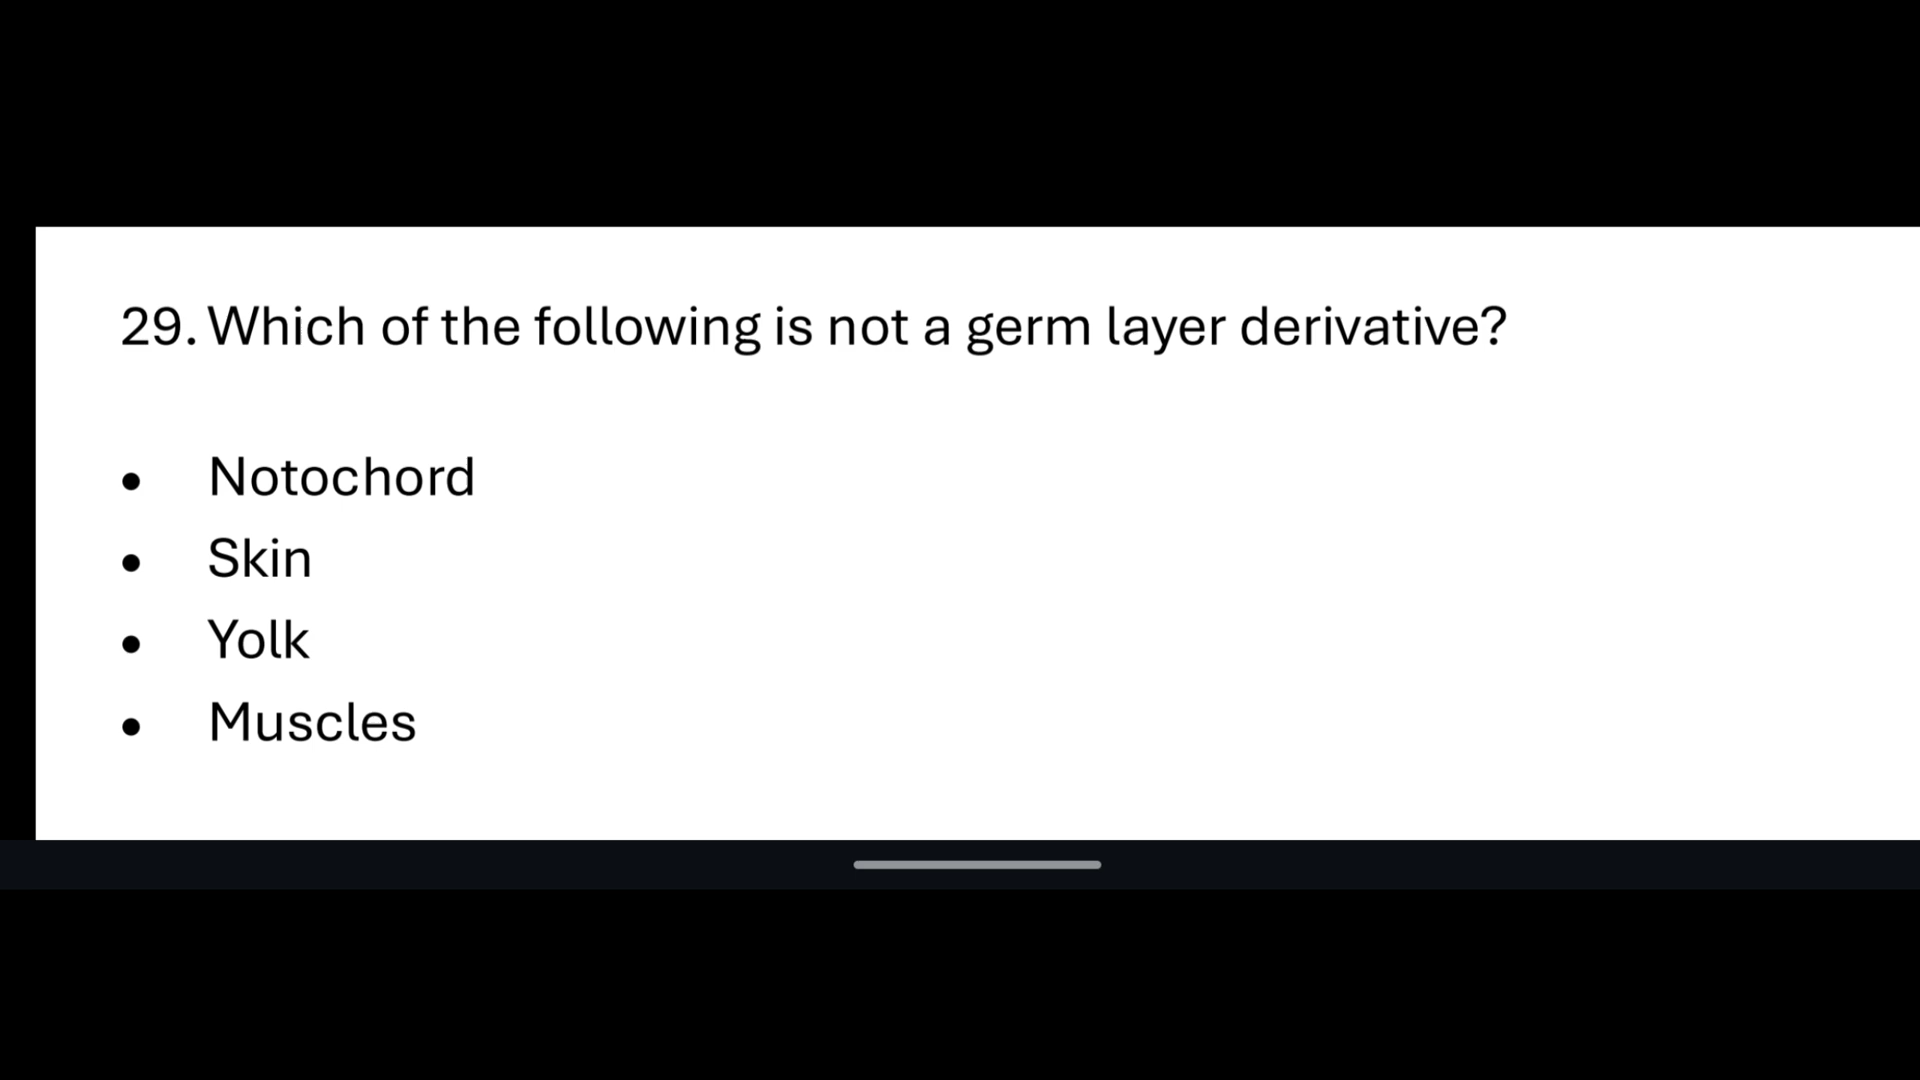 29. Which of the following is not a germ layer derivative?
• Notochord
• Skin
• Yolk
• Muscles